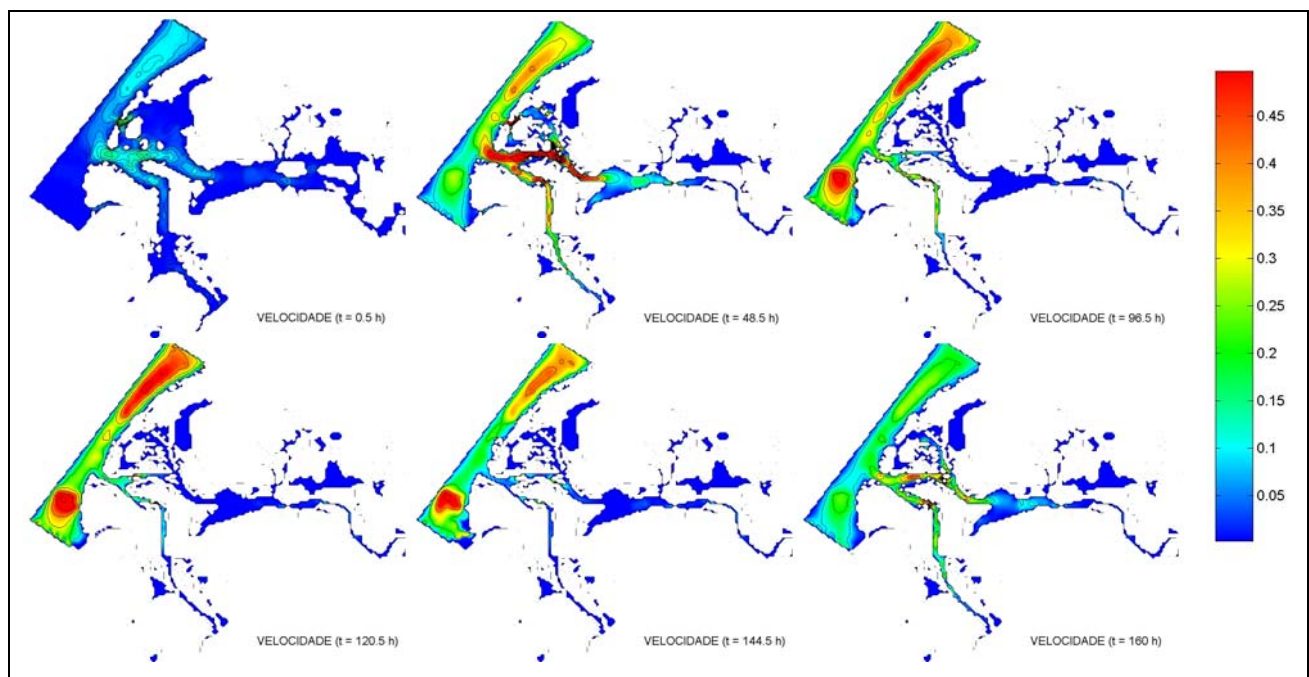 VELOCIDADE (t = 0.5 h)
VELOCIDADE (t = 48.5 h)
VELOCIDADE (t = 96.5 h)
0.45
0.4
0.35
0.3
0.25
0.2
0.15
0.1
0.05
VELOCIDADE (t = 120.5 h)
VELOCIDADE (t = 144.5 h)
VELOCIDADE (t = 160 h)